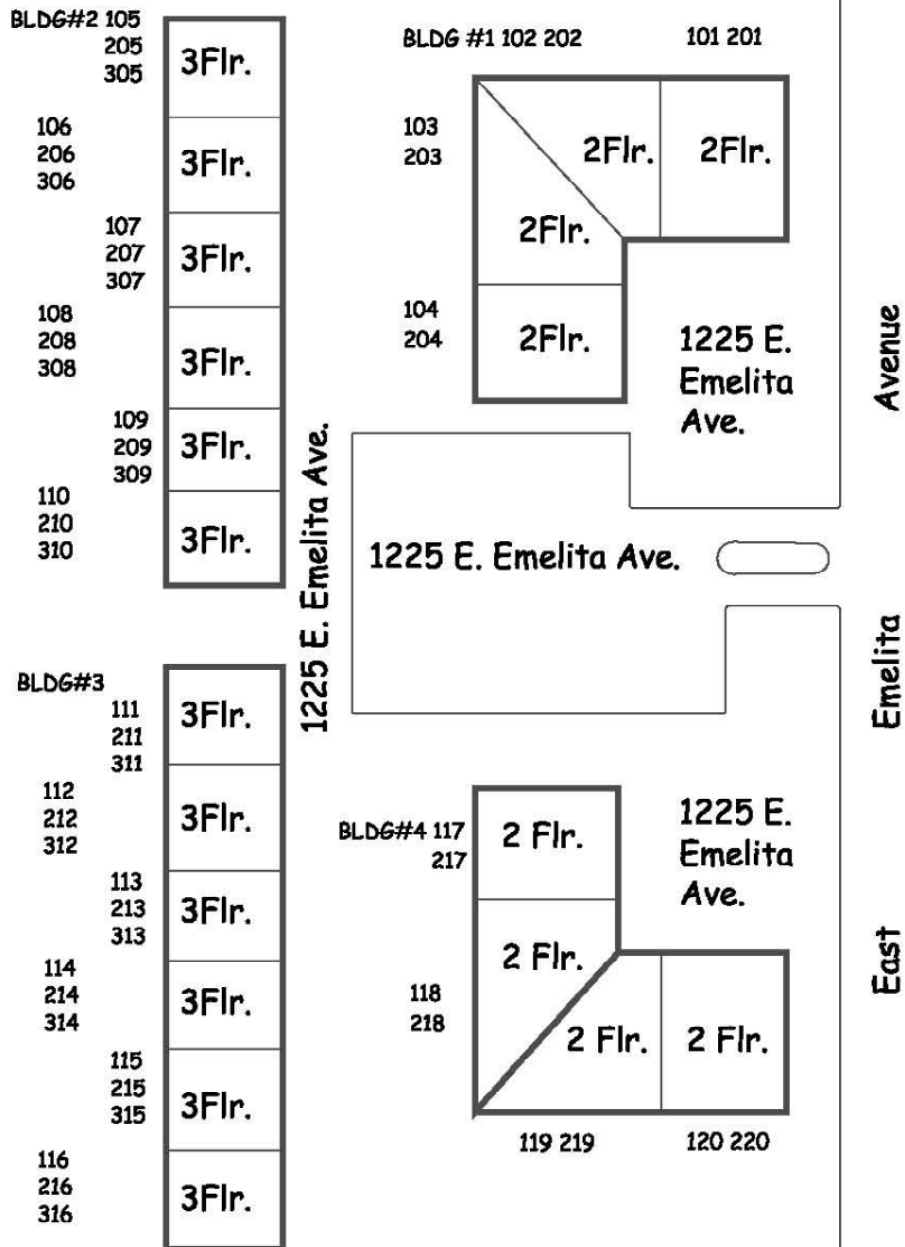 BLDG#2 105
205
305
3Flr.
106
206
306
3Flr.
107
207
307
3Flr.
108
208
308
3Flr.
109
209
309
3Flr.
110
210
310
3Flr.
BLDG#3
111
211
311
3Flr.
112
212
312
3Flr.
113
213
313
3Flr.
114
214
314
3Flr.
115
215
315
3Flr.
116
216
316
3Flr.
1225 E. Emelita Ave.
BLDG #1 102 202
101 201
103
203
2Flr.
2Flr.
2Flr.
104
204
2Flr.
1225 E.
Emelita
Ave.
1225 E. Emelita Ave.
BLDG#4 117
217
2 Flr.
118
218
2 Flr.
2 Flr.
2 Flr.
119 219
120 220
1225 E.
Emelita
Ave.
East Emelita Avenue